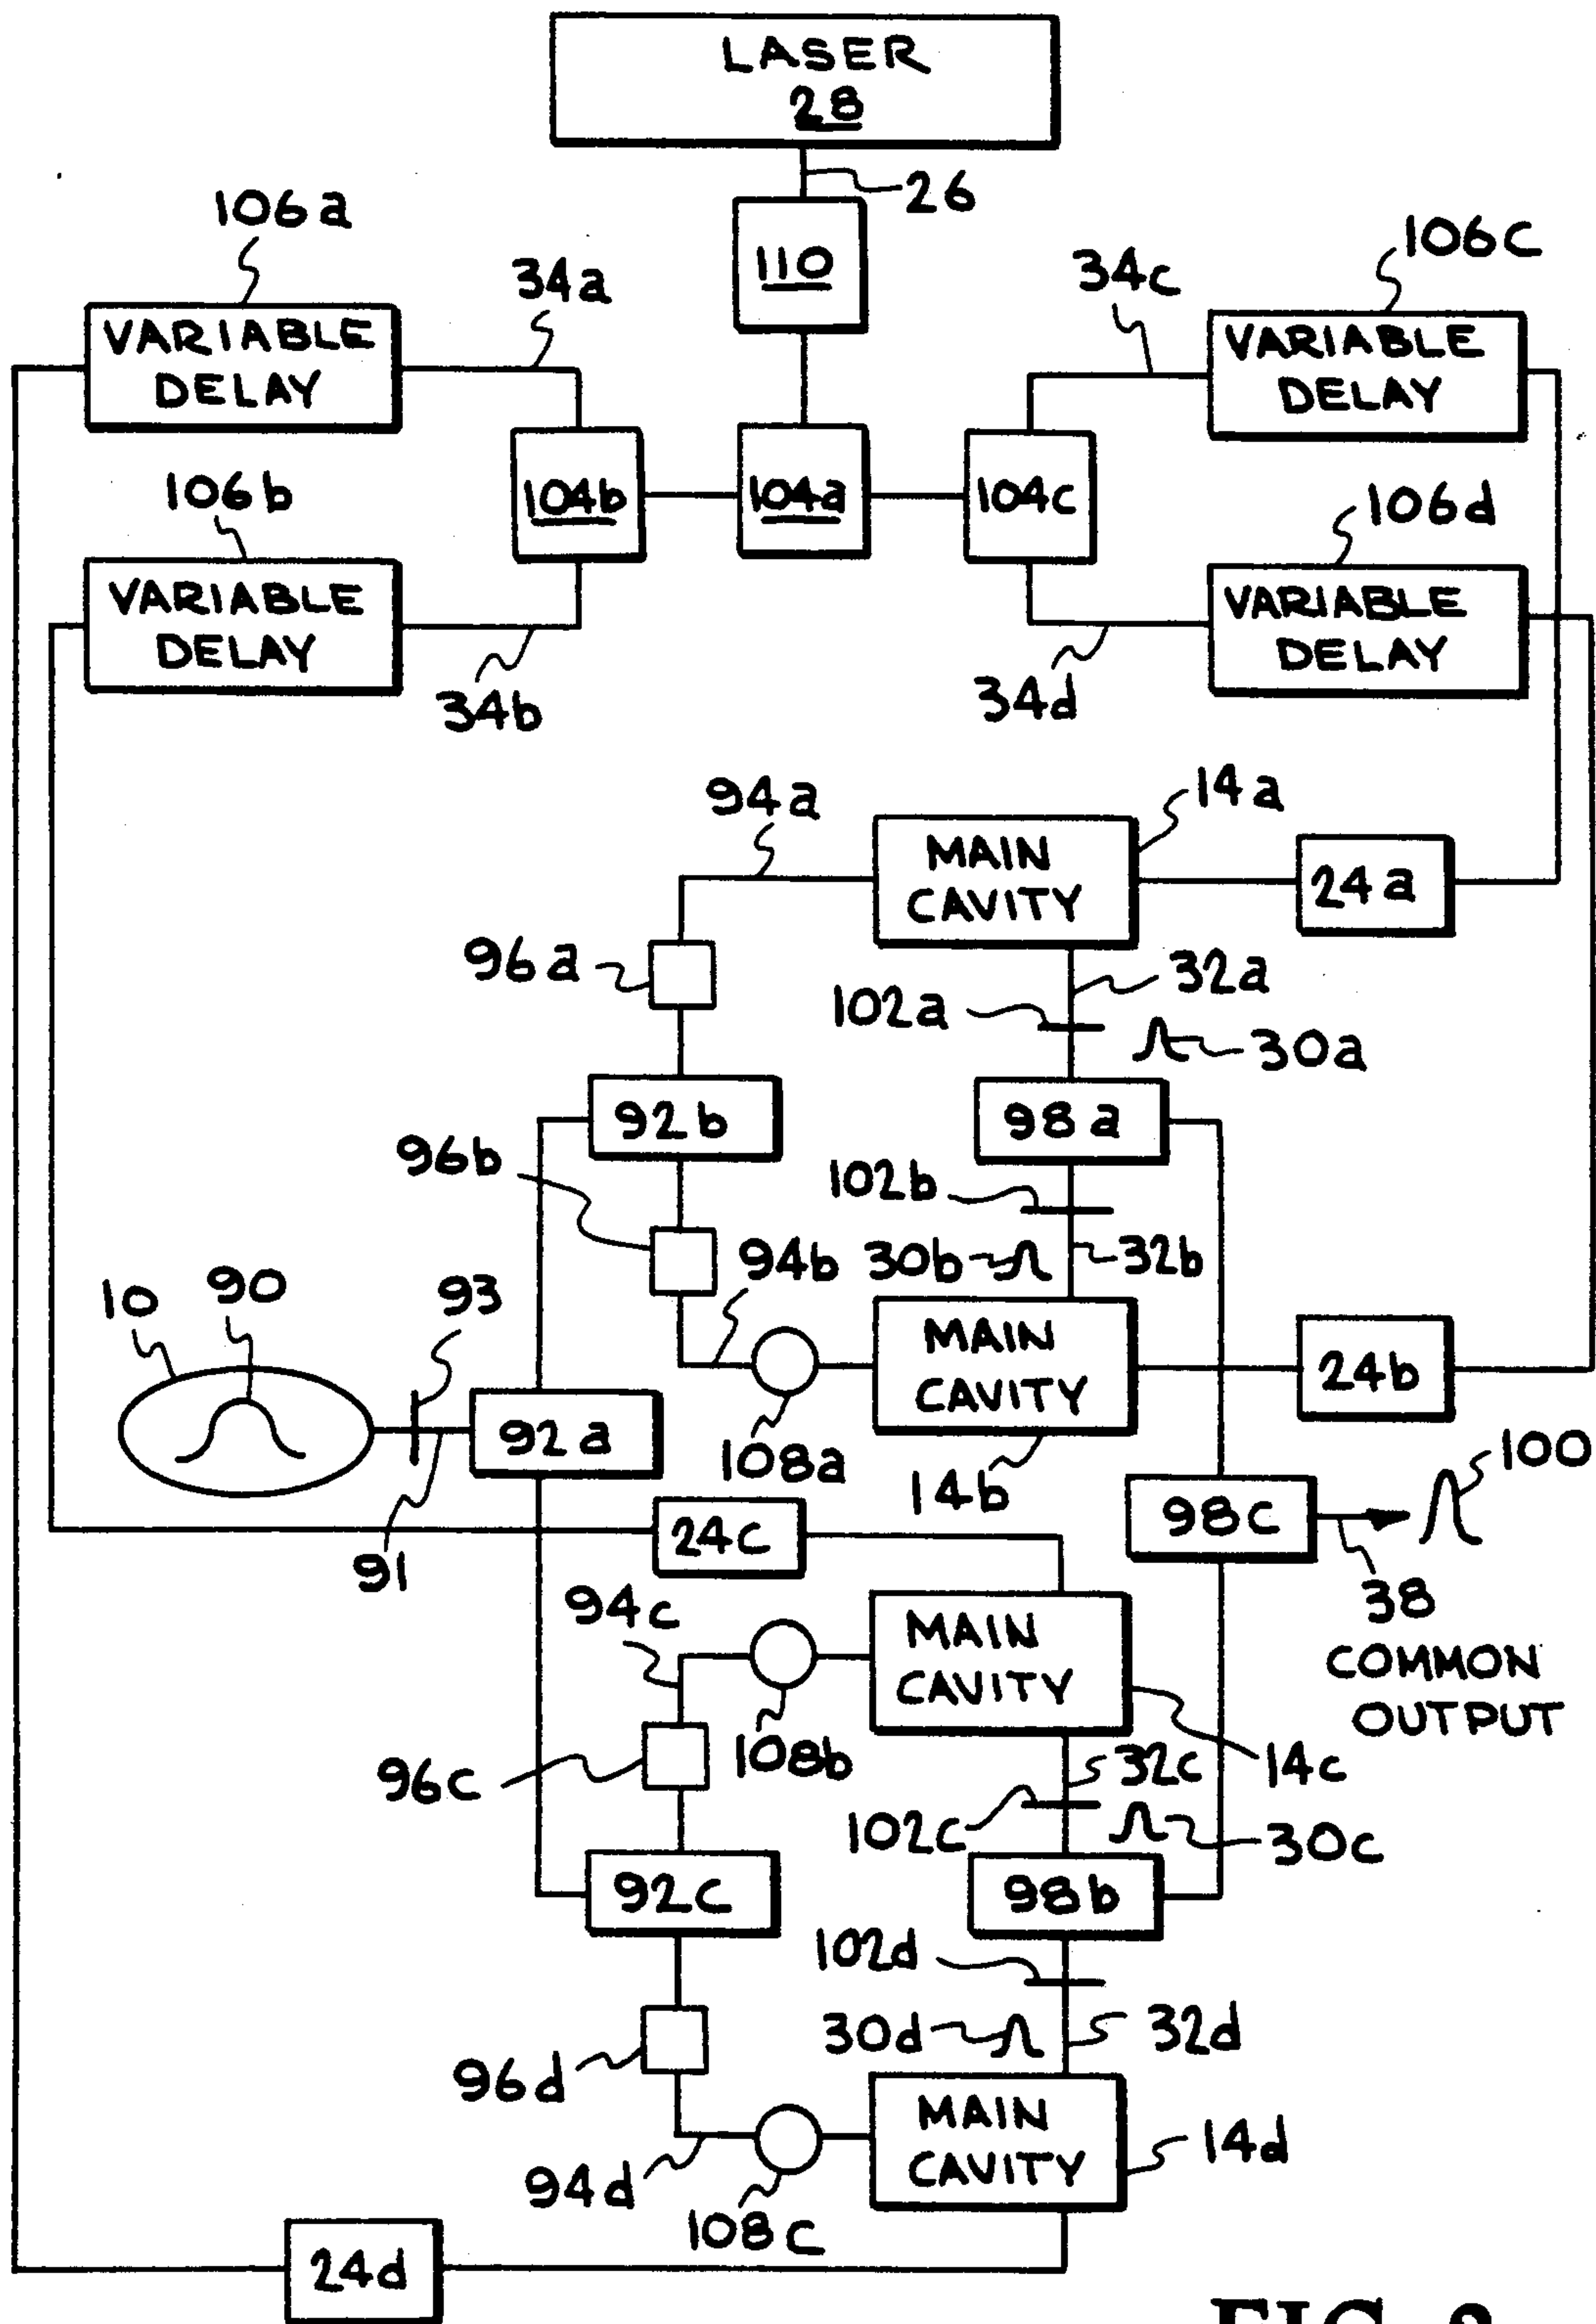 LASER
28
26
106a
34a
110
34c
106c
VARIABLE
DELAY
VARIABLE
DELAY
106b
104b
104a
104c
106d
VARIABLE
DELAY
VARIABLE
DELAY
34b
34d
94a
14a
MAIN
CAVITY
24a
96a
32a
102a
30a
92b
98a
96b
102b
94b
30b
32b
10
90
93
MAIN
CAVITY
24b
92a
108a
14b
100
98c
24c
91
38
COMMON
OUTPUT
94c
MAIN
CAVITY
96c
108b
32c
14c
102c
30c
92c
98b
102d
30d
32d
96d
MAIN
CAVITY
14d
94d
108c
24d